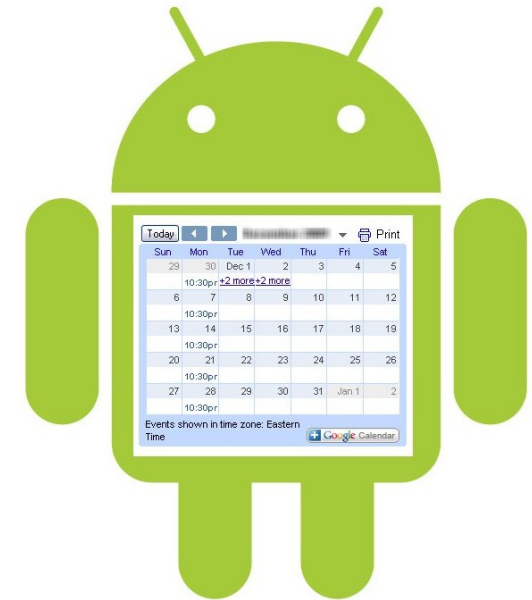 Today Print
Sun Mon Tue Wed Thu Fri Sat
29 30 Dec 1 2 3 4 5
10:30pr +2 more +2 more
6 7 8 9 10 11 12
10:30pr
13 14 15 16 17 18 19
10:30pr
20 21 22 23 24 25 26
10:30pr
27 28 29 30 31 Jan 1 2
10:30pr
Events shown in time zone: Eastern
Time
Google Calendar